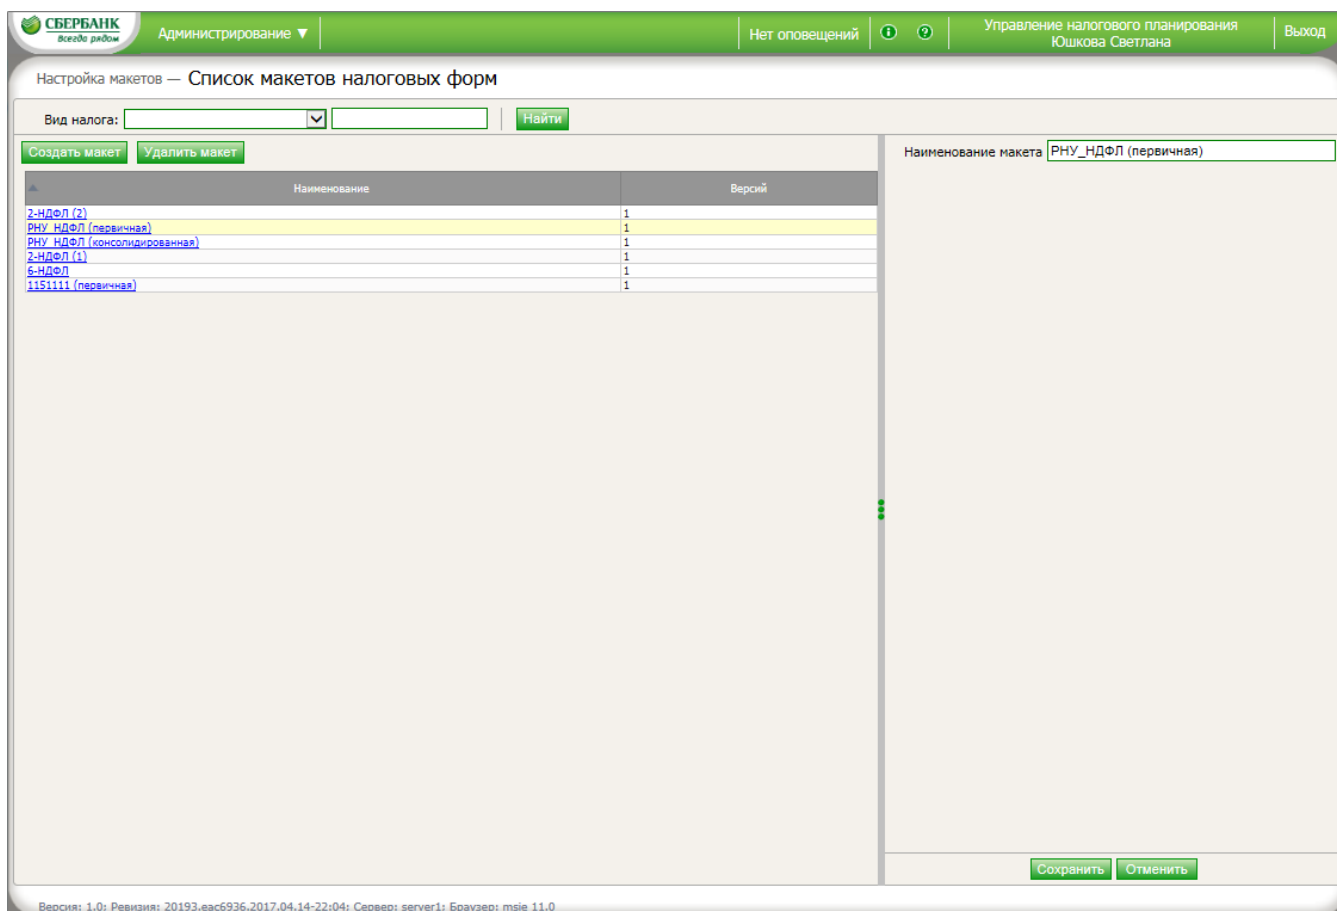 СБЕРБАНК
Всегда рядом
Администрирование ▼
Нет оповещений
Управление налогового планирования
Юшкова Светлана
Выход
Настройка макетов — Список макетов налоговых форм
Вид налога:
Найти
Создать макет Удалить макет
Наименование макета РНУ_НДФЛ (первичная)
Наименование Версий
2-НДФЛ (2) 1
РНУ_НДФЛ (первичная) 1
РНУ_НДФЛ (консолидированная) 1
2-НДФЛ (1) 1
6-НДФЛ 1
1151111 (первичная) 1
Сохранить Отменить
Версия: 1.0; Ревизия: 20193.eac6936.2017.04.14-22:04; Сервер: server1; Браузер: msie 11.0